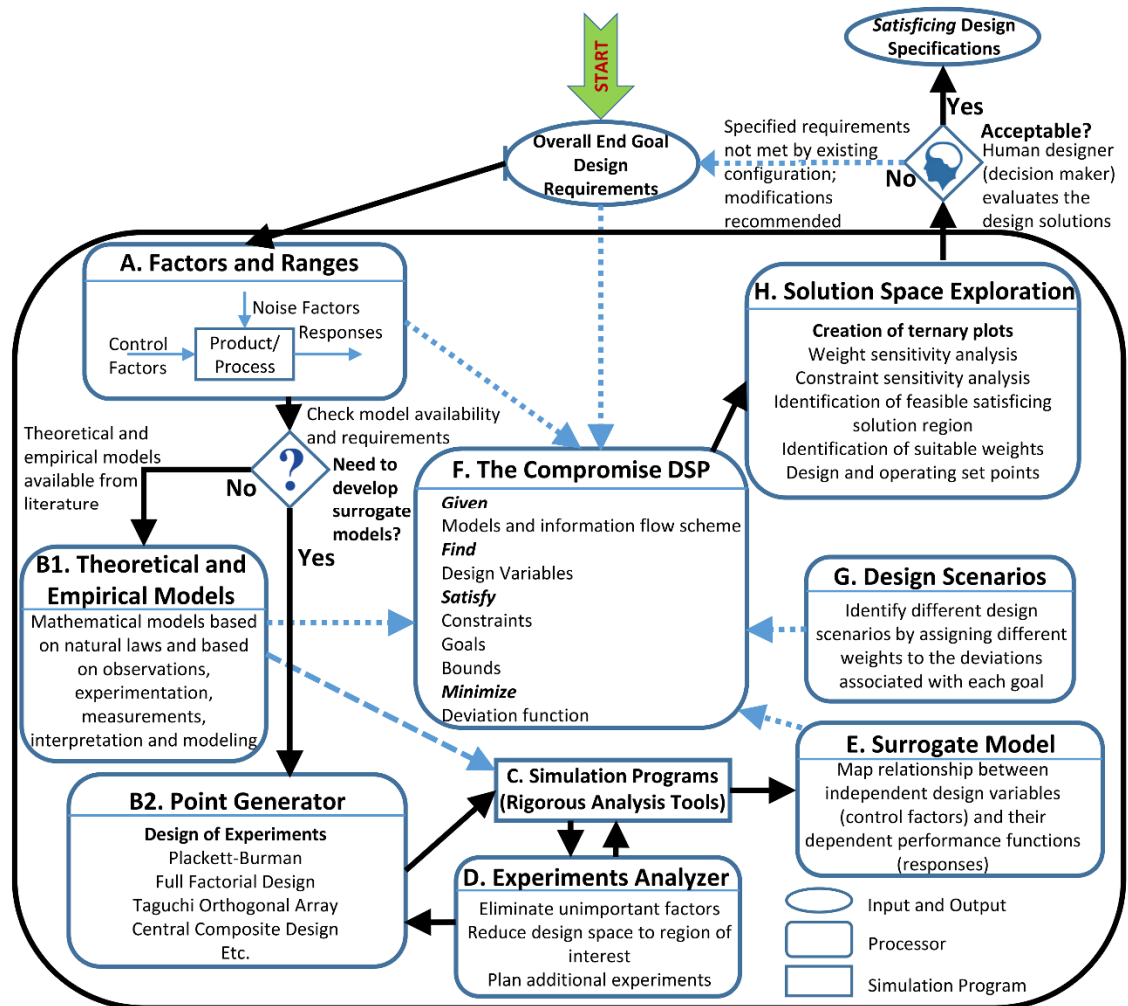 START
Satisficing Design
Specifications
Yes
Overall End Goal
Design
Requirements
Specified requirements
not met by existing
configuration;
modifications
recommended
No
Acceptable?
Human designer
(decision maker)
evaluates the
design solutions
A. Factors and Ranges
Noise Factors
Control
Factors
Product/
Process
Responses
H. Solution Space Exploration
Creation of ternary plots
Weight sensitivity analysis
Constraint sensitivity analysis
Identification of feasible satisficing
solution region
Identification of suitable weights
Design and operating set points
Theoretical and
empirical models
available from
literature
No
?
Check model availability
and requirements
Need to
develop
surrogate
models?
Yes
F. The Compromise DSP
Given
Models and information flow scheme
Find
Design Variables
Satisfy
Constraints
Goals
Bounds
Minimize
Deviation function
B1. Theoretical and
Empirical Models
Mathematical models based
on natural laws and based
on observations,
experimentation,
measurements,
interpretation and modeling
G. Design Scenarios
Identify different design
scenarios by assigning different
weights to the deviations
associated with each goal
E. Surrogate Model
Map relationship between
independent design variables
(control factors) and their
dependent performance functions
(responses)
C. Simulation Programs
(Rigorous Analysis Tools)
B2. Point Generator
Design of Experiments
Plackett-Burman
Full Factorial Design
Taguchi Orthogonal Array
Central Composite Design
Etc.
D. Experiments Analyzer
Eliminate unimportant factors
Reduce design space to region of
interest
Plan additional experiments
Input and Output
Processor
Simulation Program